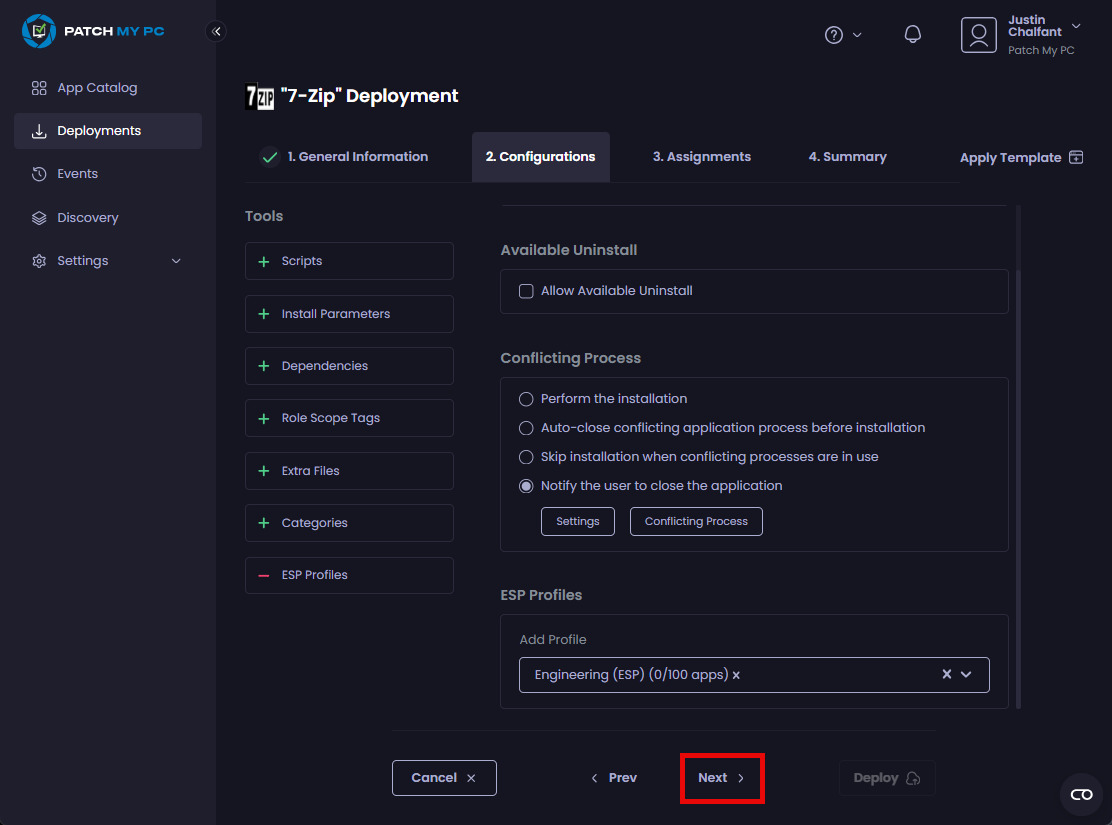 PATCH MY PC
App Catalog
Deployments
Events
Discovery
Settings
Justin
Chalfant
Patch My PC
7ZIP "7-Zip" Deployment
1. General Information
2. Configurations
3. Assignments
4. Summary
Apply Template
Tools
Scripts
Install Parameters
Dependencies
Role Scope Tags
Extra Files
Categories
ESP Profiles
Available Uninstall
Allow Available Uninstall
Conflicting Process
Perform the installation
Auto-close conflicting application process before installation
Skip installation when conflicting processes are in use
Notify the user to close the application
Settings
Conflicting Process
ESP Profiles
Add Profile
Engineering (ESP) (0/100 apps)
Cancel
Prev
Next
Deploy